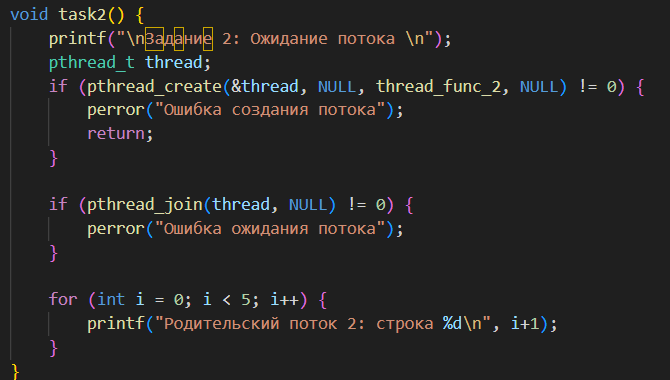 void task2() {
    printf("\nЗадание 2: Ожидание потока \n");
    pthread_t thread;
    if (pthread_create(&thread, NULL, thread_func_2, NULL) != 0) {
        perror("Ошибка создания потока");
        return;
    }

    if (pthread_join(thread, NULL) != 0) {
        perror("Ошибка ожидания потока");
    }

    for (int i = 0; i < 5; i++) {
        printf("Родительский поток 2: строка %d\n", i+1);
    }
}